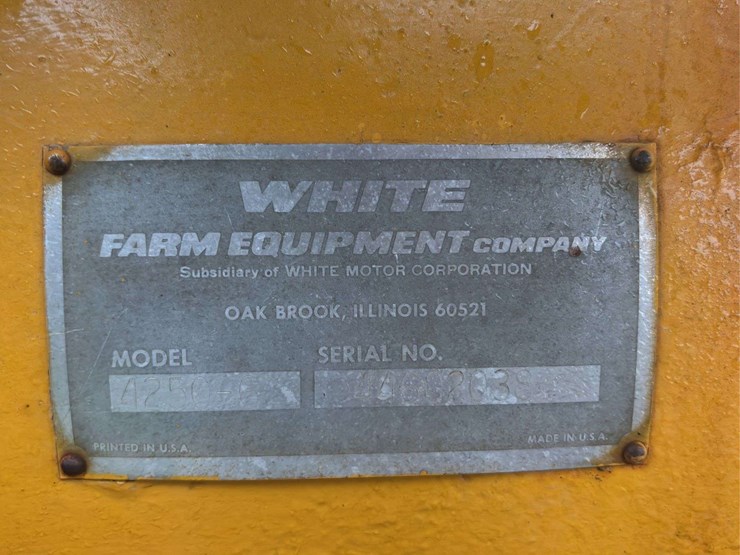 WHITE
FARM EQUIPMENT COMPANY
Subsidiary of WHITE MOTOR CORPORATION
OAK BROOK, ILLINOIS 60521
MODEL SERIAL NO.
PRINTED IN U.S.A. MADE IN U.S.A.